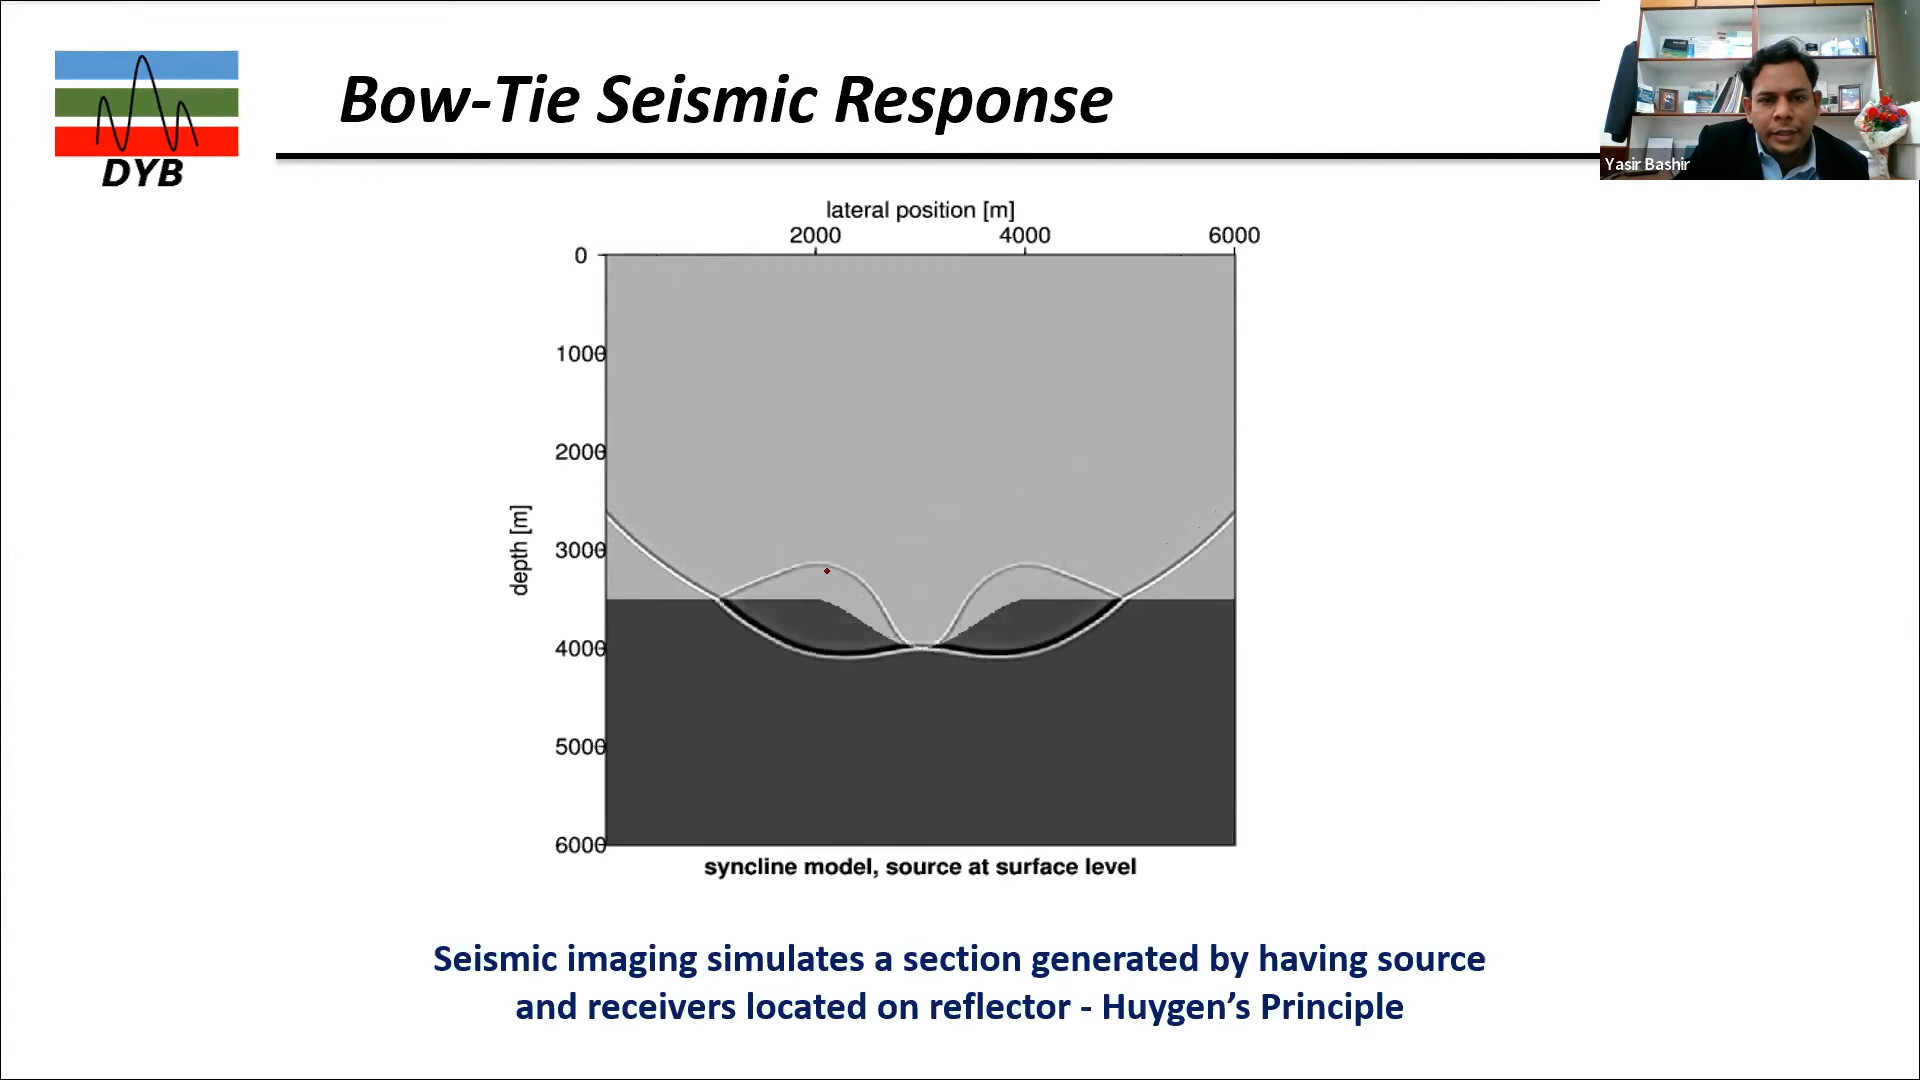 DYB
Bow-Tie Seismic Response
Yasir Bashir
lateral position [m]
2000 4000 6000
0
1000
2000
3000
4000
5000
6000
depth [m]
syncline model, source at surface level
Seismic imaging simulates a section generated by having source
and receivers located on reflector - Huygen’s Principle